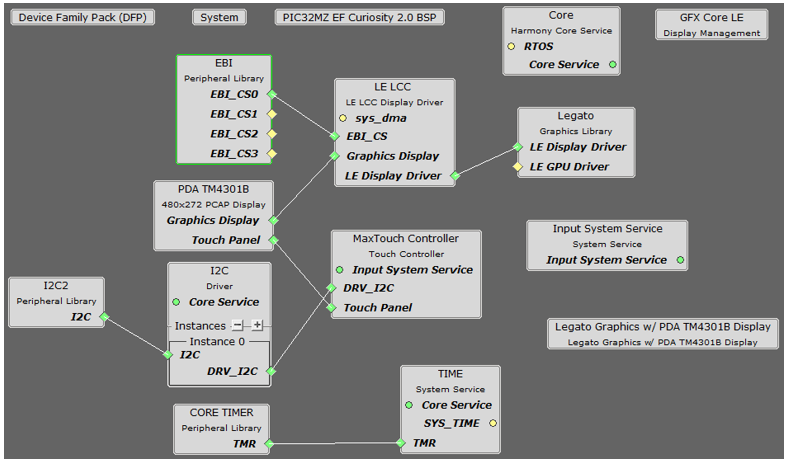 Device Family Pack (DFP)
System
PIC32MZ EF Curiosity 2.0 BSP
Core
Harmony Core Service
RTOS
Core Service
GFX Core LE
Display Management
EBI
Peripheral Library
EBI_CS0
EBI_CS1
EBI_CS2
EBI_CS3
LE LCC
LE LCC Display Driver
sys_dma
EBI_CS
Graphics Display
LE Display Driver
Legato
Graphics Library
LE Display Driver
LE GPU Driver
PDA TM4301B
480x272 PCAP Display
Graphics Display
Touch Panel
MaxTouch Controller
Touch Controller
Input System Service
DRV_I2C
Touch Panel
Input System Service
System Service
Input System Service
I2C2
Peripheral Library
I2C
I2C
Driver
Core Service
Instances
Instance 0
I2C
DRV_I2C
Legato Graphics w/ PDA TM4301B Display
Legato Graphics w/ PDA TM4301B Display
CORE TIMER
Peripheral Library
TMR
TIME
System Service
Core Service
SYS_TIME
TMR